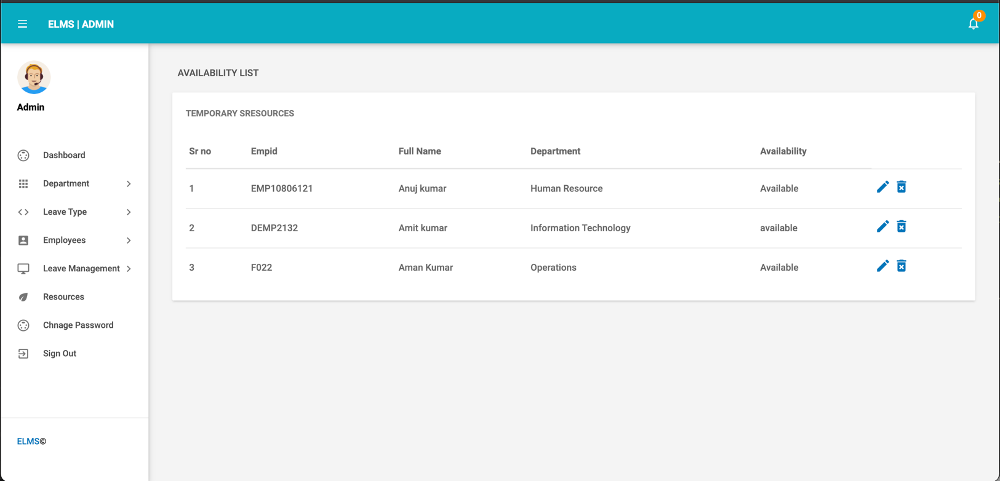 ELMS | ADMIN
0
Admin
Dashboard
Department
Leave Type
Employees
Leave Management
Resources
Chnage Password
Sign Out
ELMS©
AVAILABILITY LIST
TEMPORARY SRESOURCES
Sr no Empid Full Name Department Availability
1 EMP10806121 Anuj kumar Human Resource Available
2 DEMP2132 Amit kumar Information Technology available
3 F022 Aman Kumar Operations Available